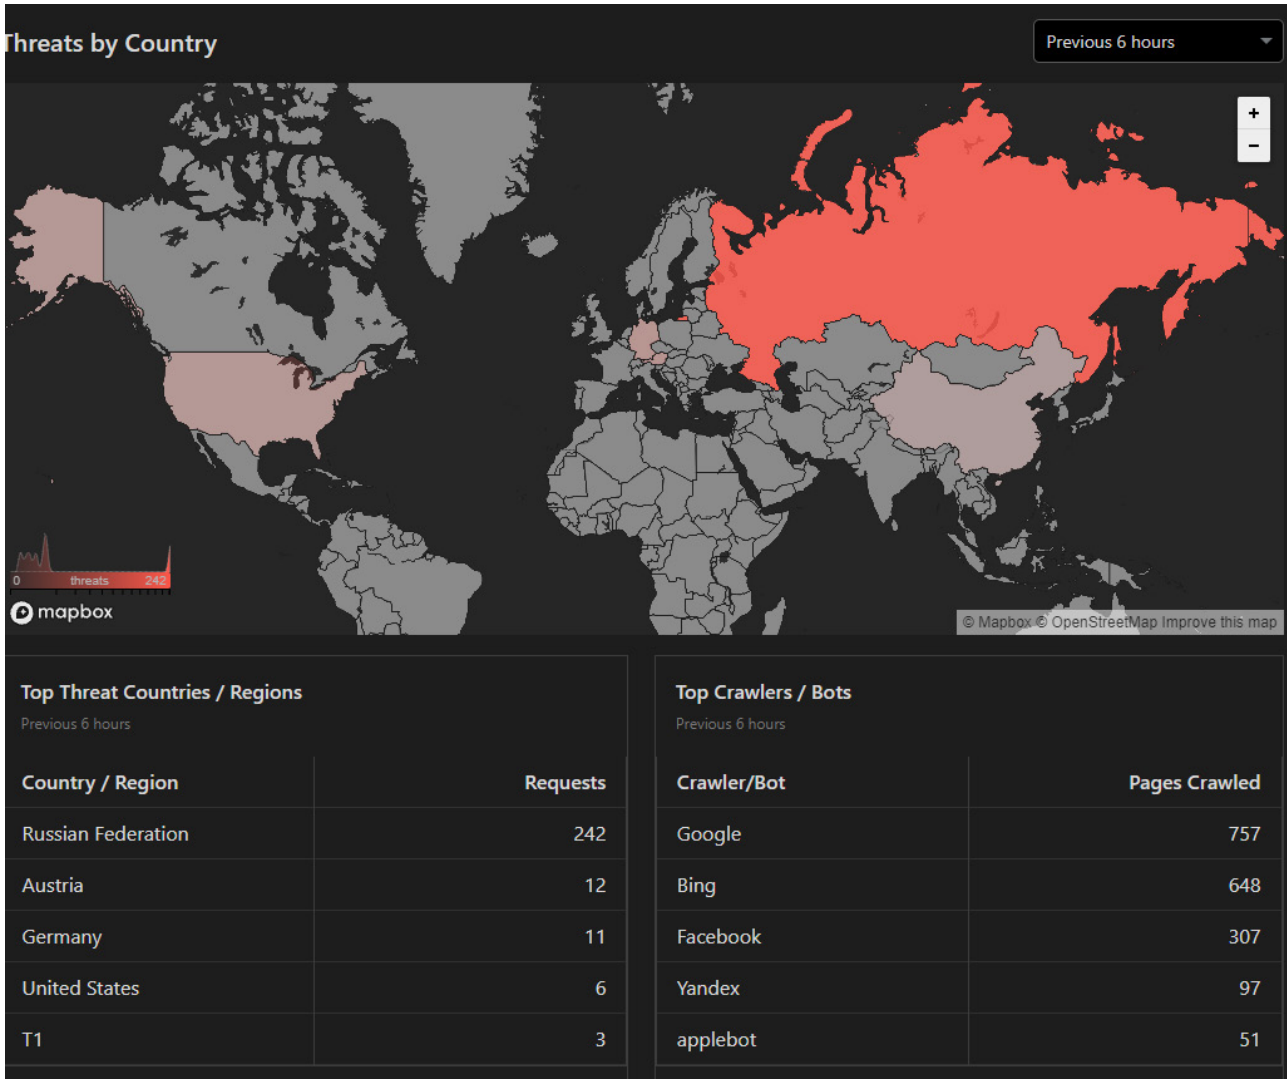 Threats by Country
Previous 6 hours
+
−
0 threats 242
mapbox
© Mapbox © OpenStreetMap Improve this map
Top Threat Countries / Regions
Previous 6 hours
Country / Region Requests
Russian Federation 242
Austria 12
Germany 11
United States 6
T1 3
Top Crawlers / Bots
Previous 6 hours
Crawler/Bot Pages Crawled
Google 757
Bing 648
Facebook 307
Yandex 97
applebot 51